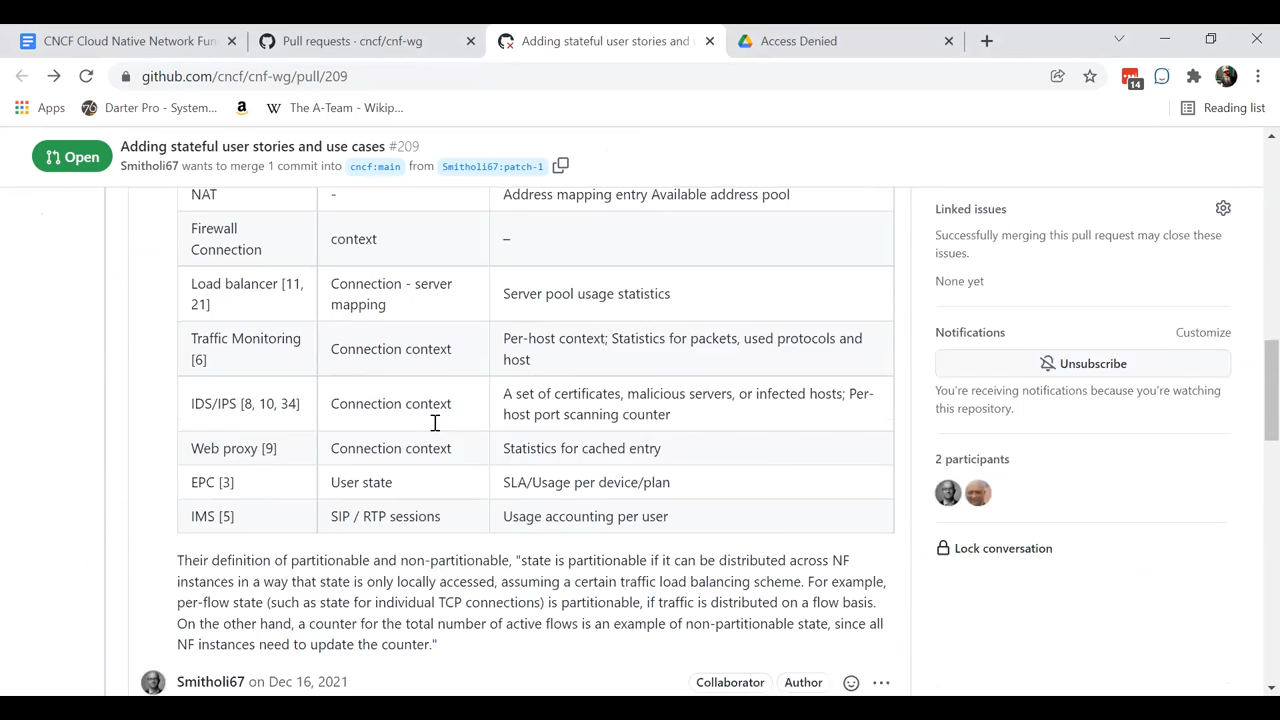 CNCF Cloud Native Network Fun
Pull requests · cncf/cnf-wg
Adding stateful user stories and
Access Denied
github.com/cncf/cnf-wg/pull/209
14
Apps
Darter Pro - System...
The A-Team - Wikip...
Reading list
Open
Adding stateful user stories and use cases #209
Smitholi67 wants to merge 1 commit into cncf:main from Smitholi67:patch-1
NAT - Address mapping entry Available address pool
Firewall
Connection
context
–
Load balancer [11,
21]
Connection - server
mapping
Server pool usage statistics
Traffic Monitoring
[6]
Connection context
Per-host context; Statistics for packets, used protocols and
host
IDS/IPS [8, 10, 34]
Connection context
A set of certificates, malicious servers, or infected hosts; Per-
host port scanning counter
Web proxy [9] Connection context Statistics for cached entry
EPC [3] User state SLA/Usage per device/plan
IMS [5] SIP / RTP sessions Usage accounting per user
Their definition of partitionable and non-partitionable, "state is partitionable if it can be distributed across NF
instances in a way that state is only locally accessed, assuming a certain traffic load balancing scheme. For example,
per-flow state (such as state for individual TCP connections) is partitionable, if traffic is distributed on a flow basis.
On the other hand, a counter for the total number of active flows is an example of non-partitionable state, since all
NF instances need to update the counter."
Smitholi67 on Dec 16, 2021
Collaborator
Author
Linked issues
Successfully merging this pull request may close these
issues.
None yet
Notifications
Customize
Unsubscribe
You're receiving notifications because you're watching
this repository.
2 participants
Lock conversation